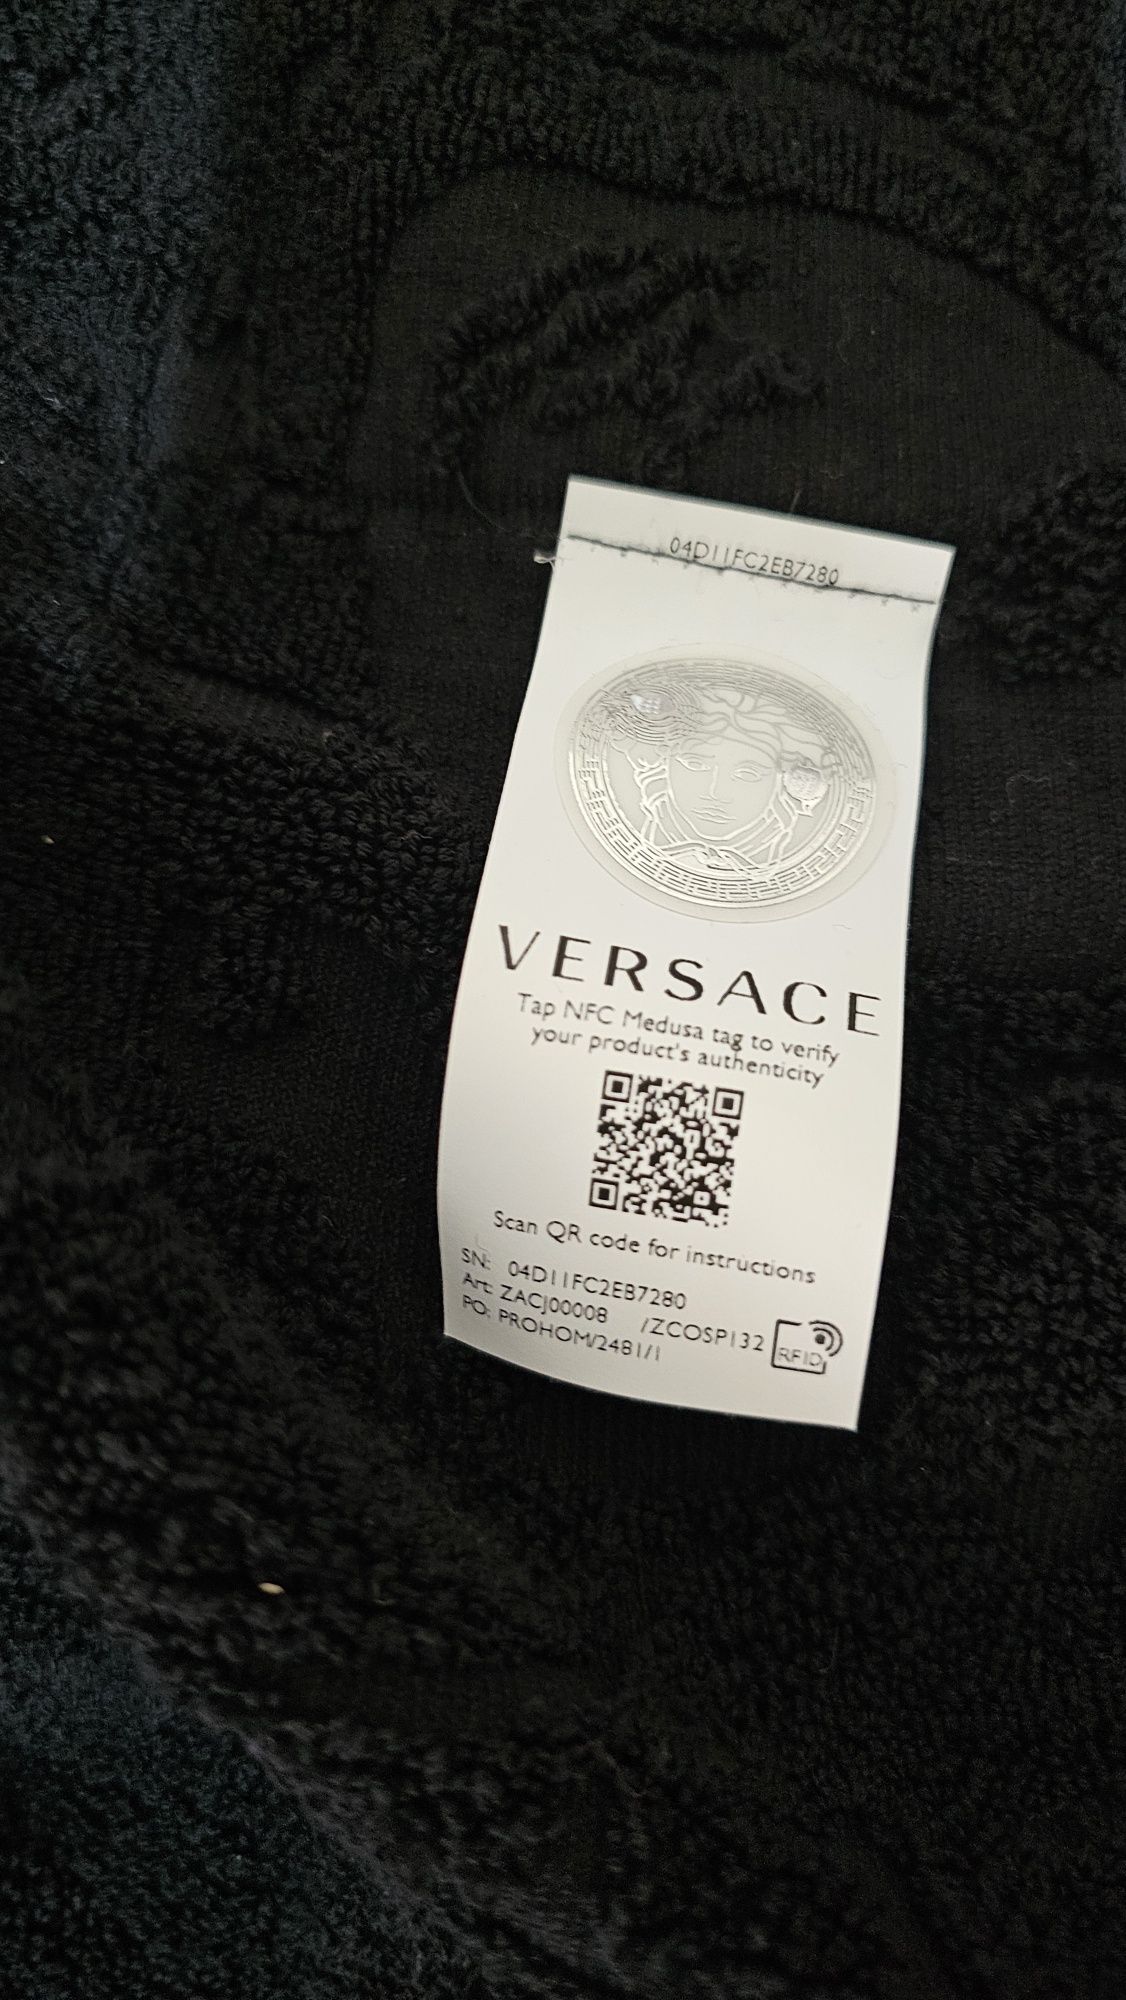 04D11FC2EB7280
VERSACE
Tap NFC Medusa tag to verify
your product's authenticity
Scan QR code for instructions
SN: 04D11FC2EB7280
Art: ZACJ00008 /ZCOSP132
PO: PROHOM/2481/1
RFID